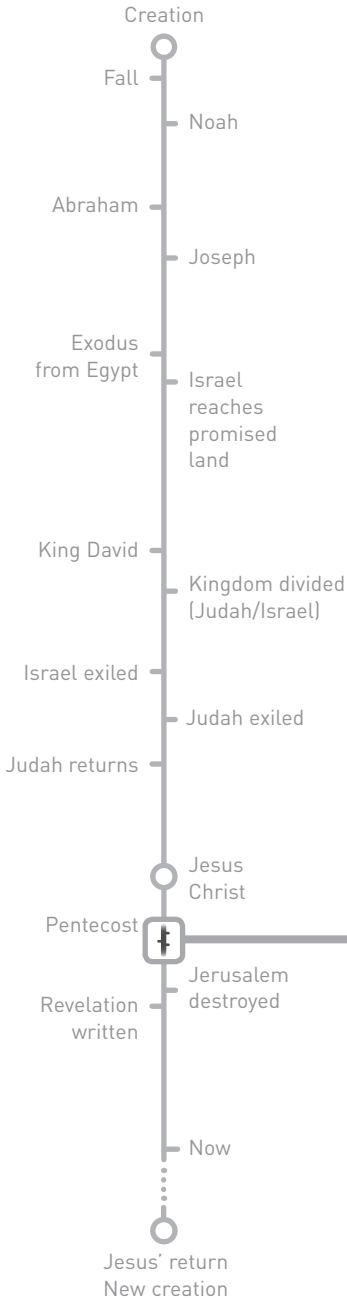 Creation
Fall
Noah
Abraham
Joseph
Exodus
from Egypt
Israel
reaches
promised
land
King David
Kingdom divided
(Judah/Israel)
Israel exiled
Judah exiled
Judah returns
Jesus
Christ
Pentecost
Jerusalem
destroyed
Revelation
written
Now
Jesus’ return
New creation